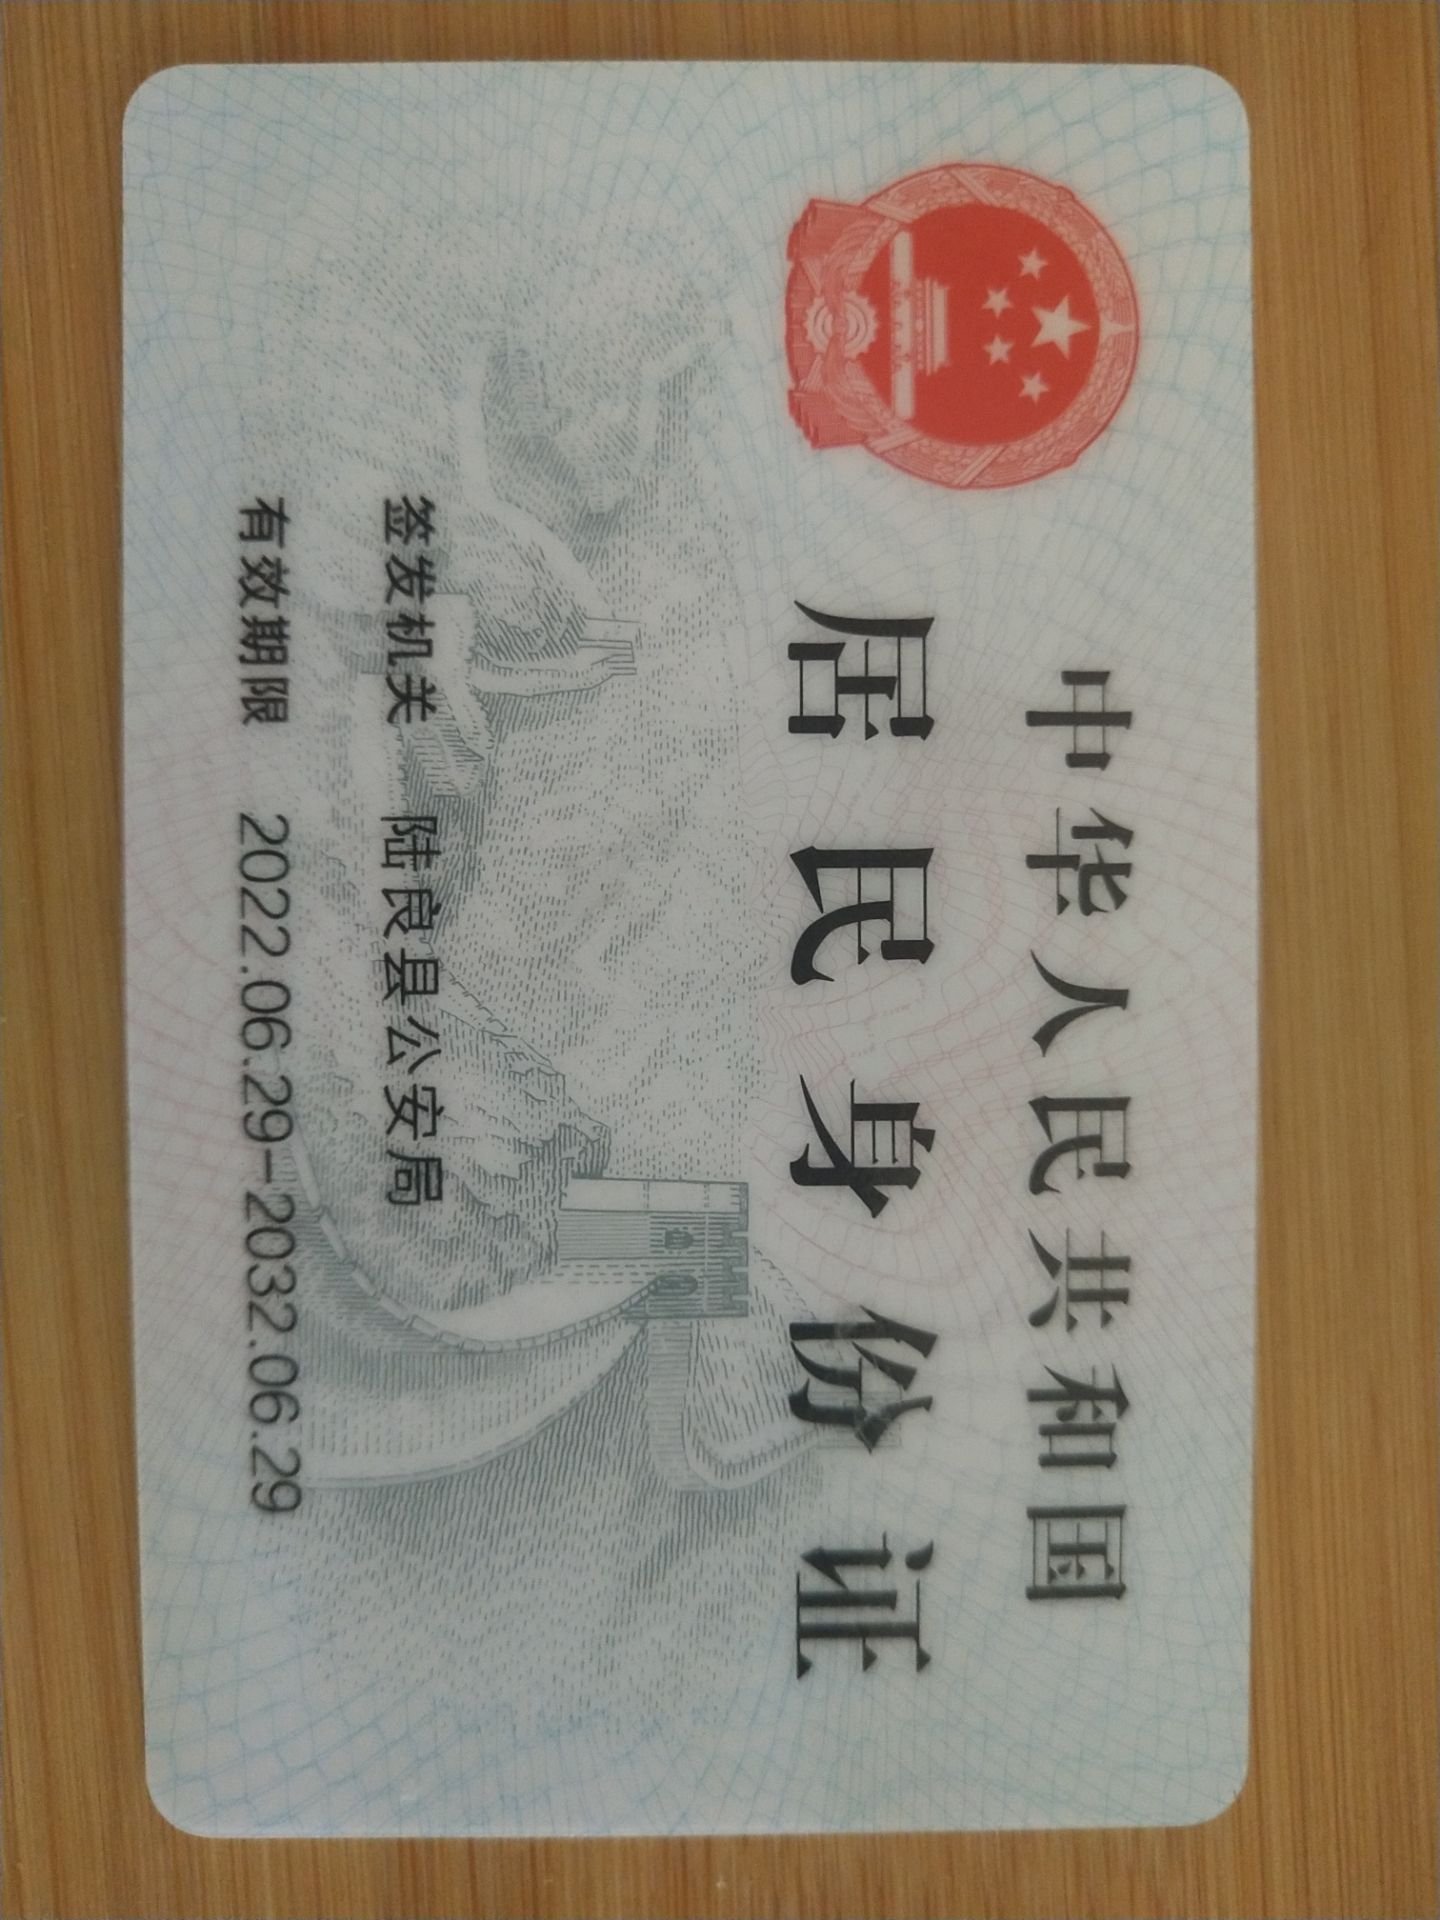 中华人民共和国
居民身份证
签发机关 陆良县公安局
有效期限 2022.06.29-2032.06.29